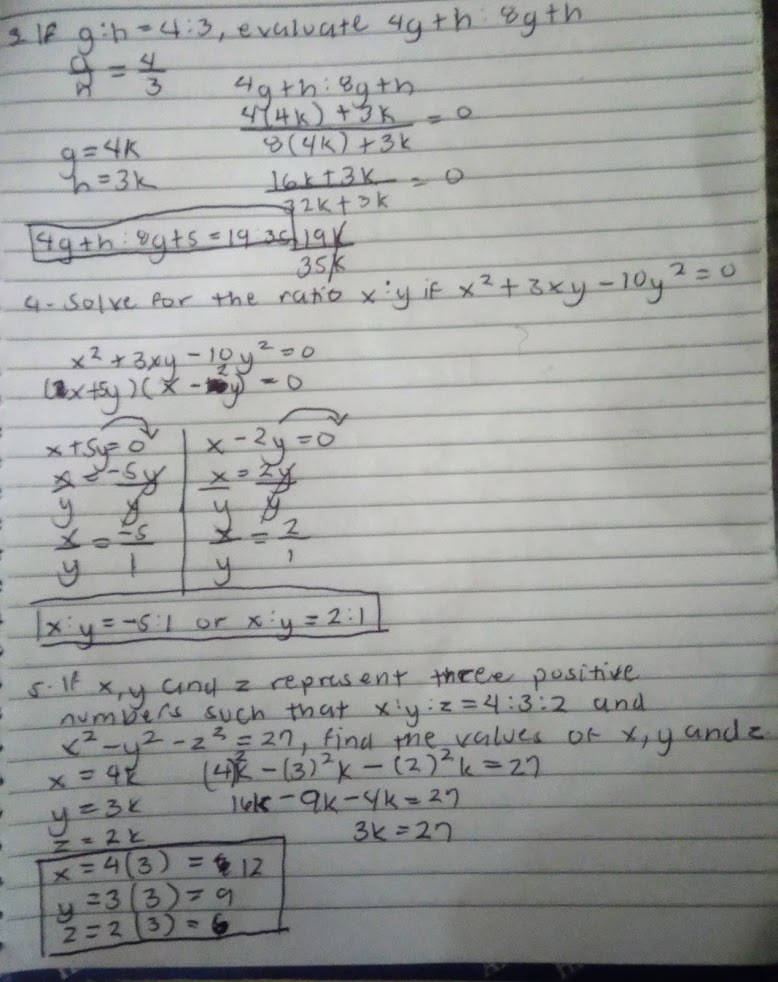 3. If g:h = 4:3, evaluate 4g+h : 8g+h
g/h = 4/3
4g+h : 8g+h
4(4k) + 3k / 8(4k) + 3k = 0
g = 4k
h = 3k
16k+3k / 32k+3k = 0
4g+h : 8g+s = 19:35
19k / 35k
4. Solve for the ratio x:y if x² + 3xy - 10y² = 0
x² + 3xy - 10y² = 0
(x+5y)(x - 2y) = 0
x + 5y = 0
x/y = -5y/y
x/y = -5/1
x - 2y = 0
x/y = 2y/y
x/y = 2/1
x:y = -5:1 or x:y = 2:1
5. If x, y and z represent three positive
numbers such that x:y:z = 4:3:2 and
x² - y² - z² = 27, find the values of x, y and z.
x = 4k
y = 3k
z = 2k
(4)²k - (3)²k - (2)²k = 27
16k - 9k - 4k = 27
3k = 27
x = 4(3) = 12
y = 3(3) = 9
z = 2(3) = 6